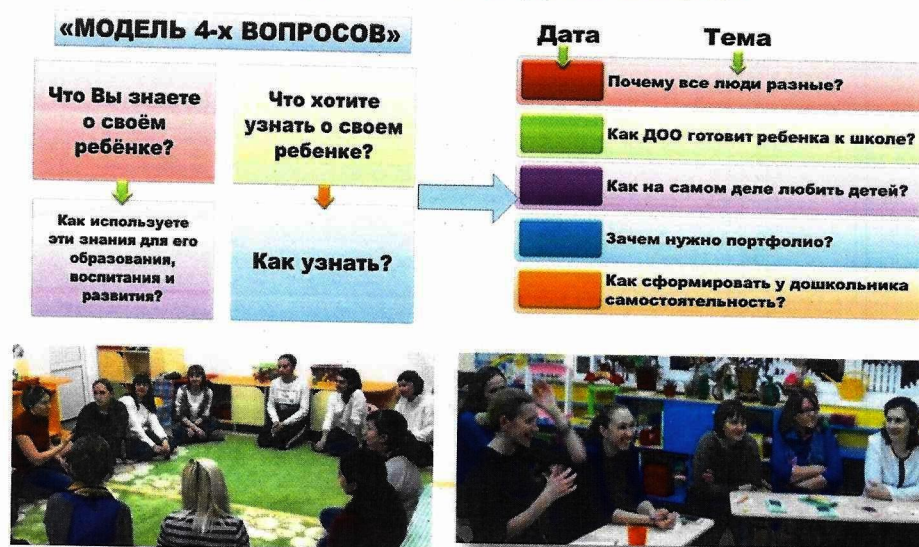 «МОДЕЛЬ 4-х ВОПРОСОВ»
Что Вы знаете
о своём
ребёнке?
Что хотите
узнать о своем
ребенке?
Как используете
эти знания для его
образования,
воспитания и
развития?
Как узнать?
Дата
Тема
Почему все люди разные?
Как ДОО готовит ребенка к школе?
Как на самом деле любить детей?
Зачем нужно портфолио?
Как сформировать у дошкольника
самостоятельность?